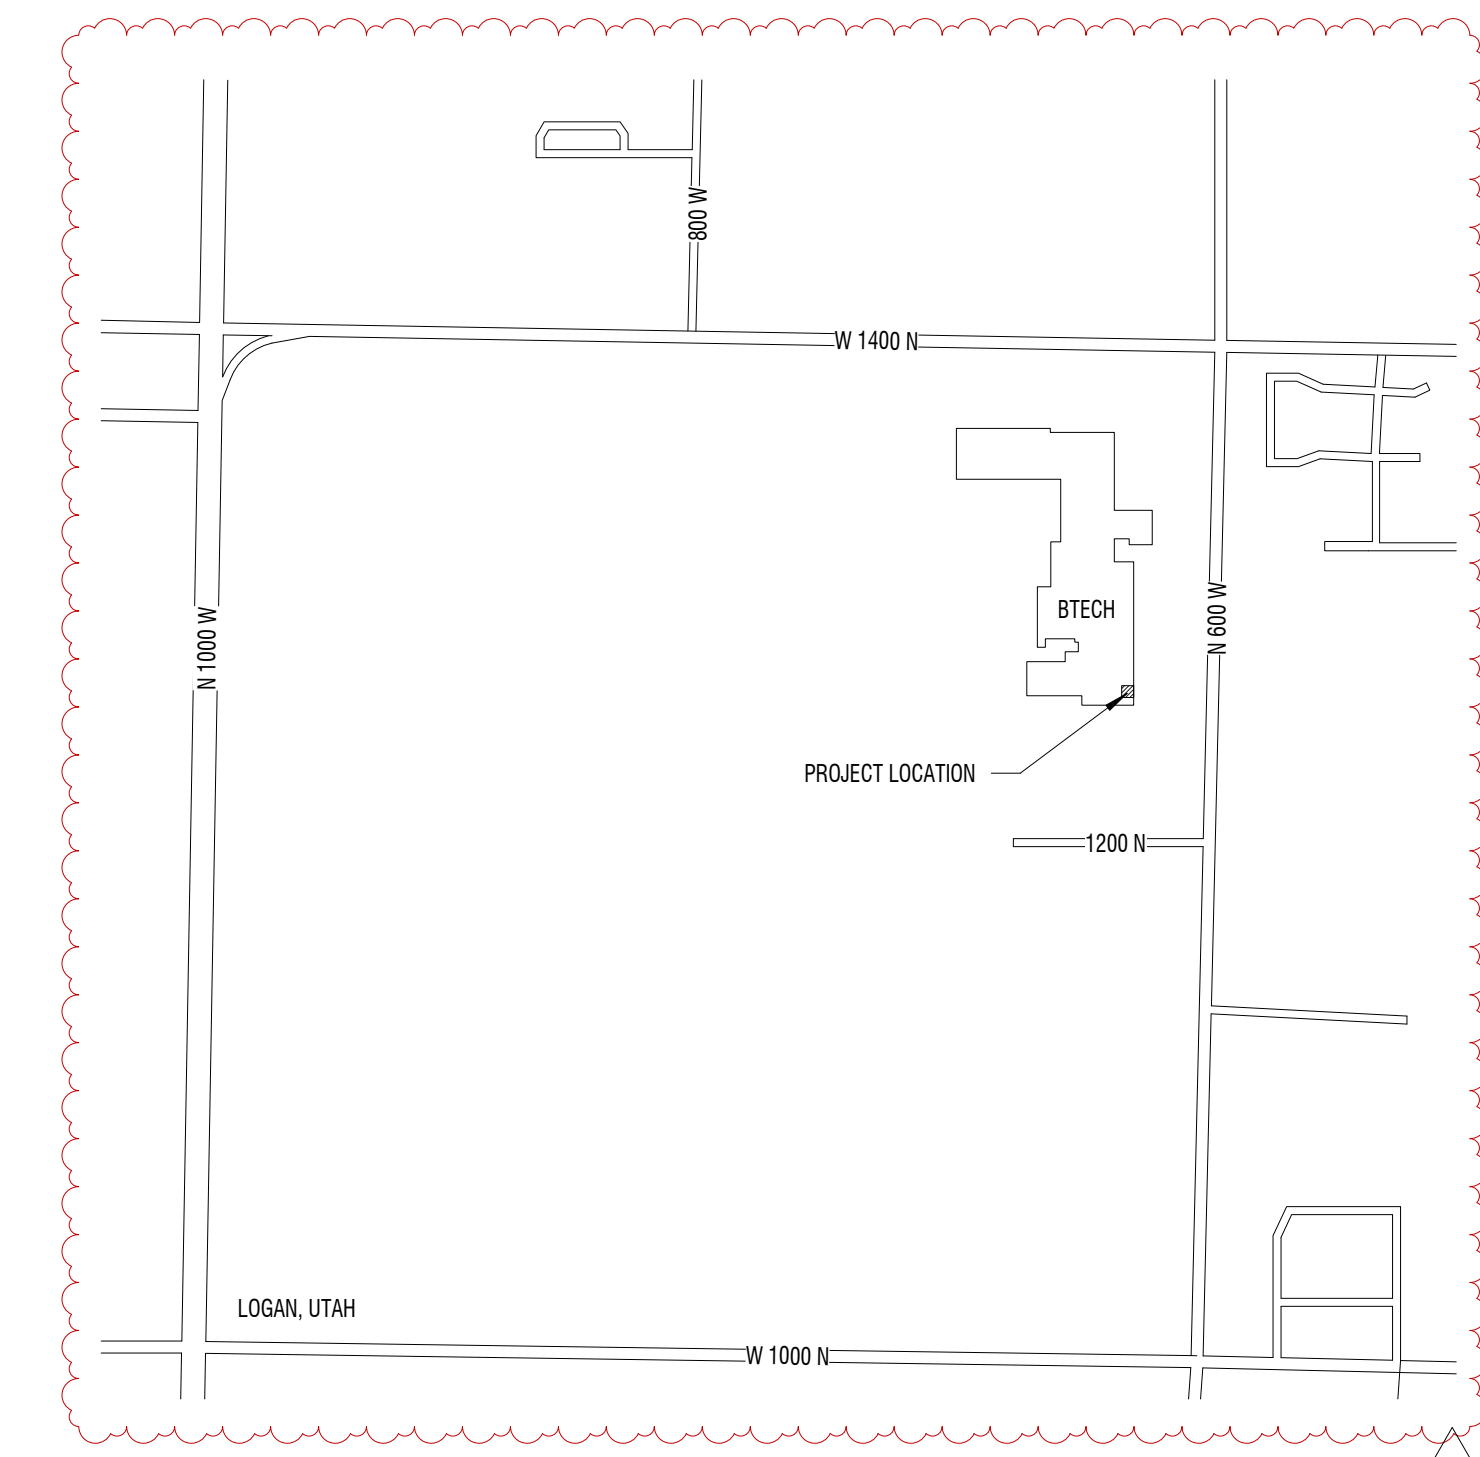 800 W
W 1400 N
N 1000 W
BTECH
N 600 W
PROJECT LOCATION
1200 N
LOGAN, UTAH
W 1000 N